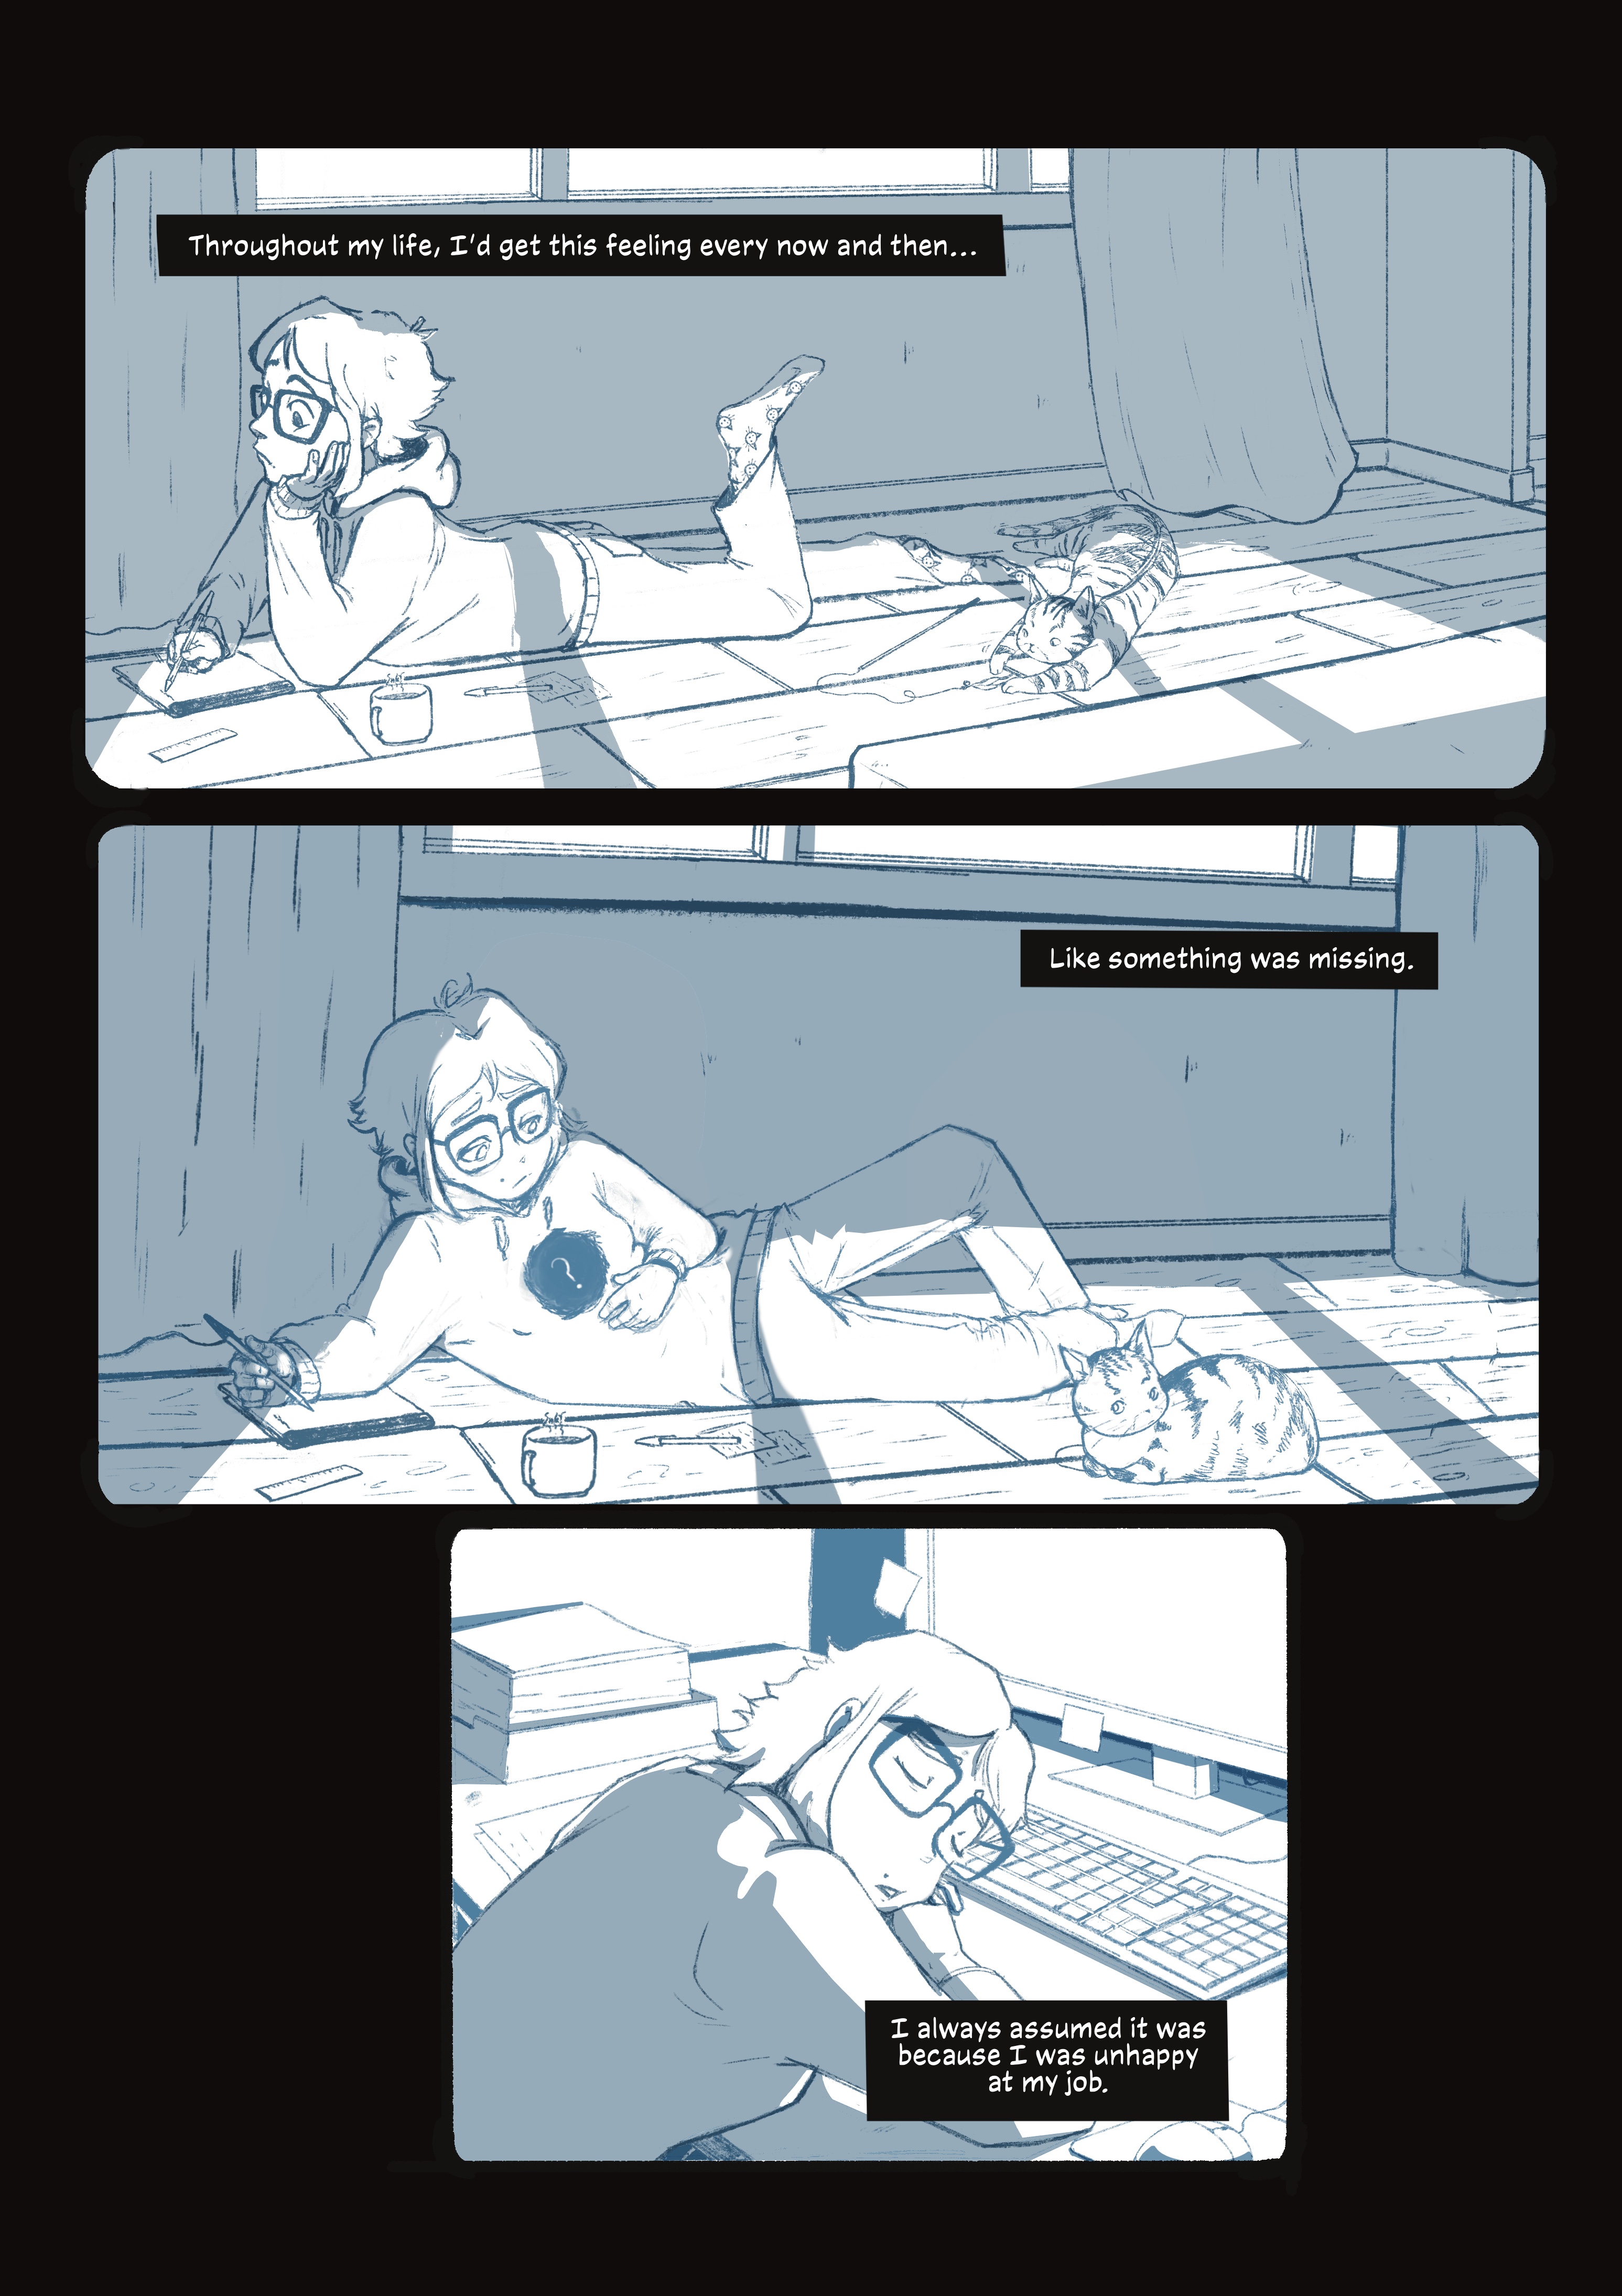 Throughout my life, I'd get this feeling every now and then...
Like something was missing.
?
I always assumed it was
because I was unhappy
at my job.